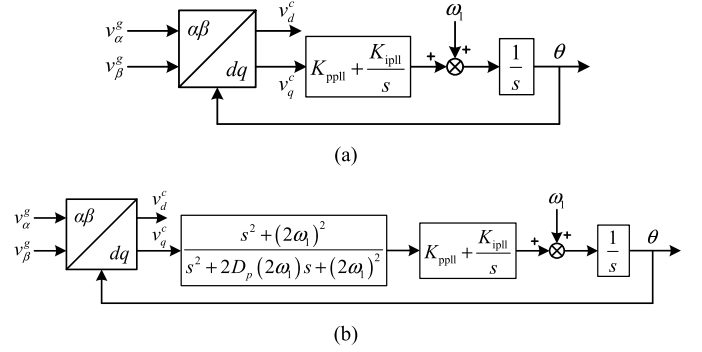 v_α^g
v_β^g
αβ
dq
v_d^c
v_q^c
K_ppll + K_ipll/s
+
ω_1
+
1/s
θ
(a)
v_α^g
v_β^g
αβ
dq
v_d^c
v_q^c
s^2 + (2ω_1)^2
s^2 + 2D_p (2ω_1) s + (2ω_1)^2
K_ppll + K_ipll/s
+
ω_1
+
1/s
θ
(b)